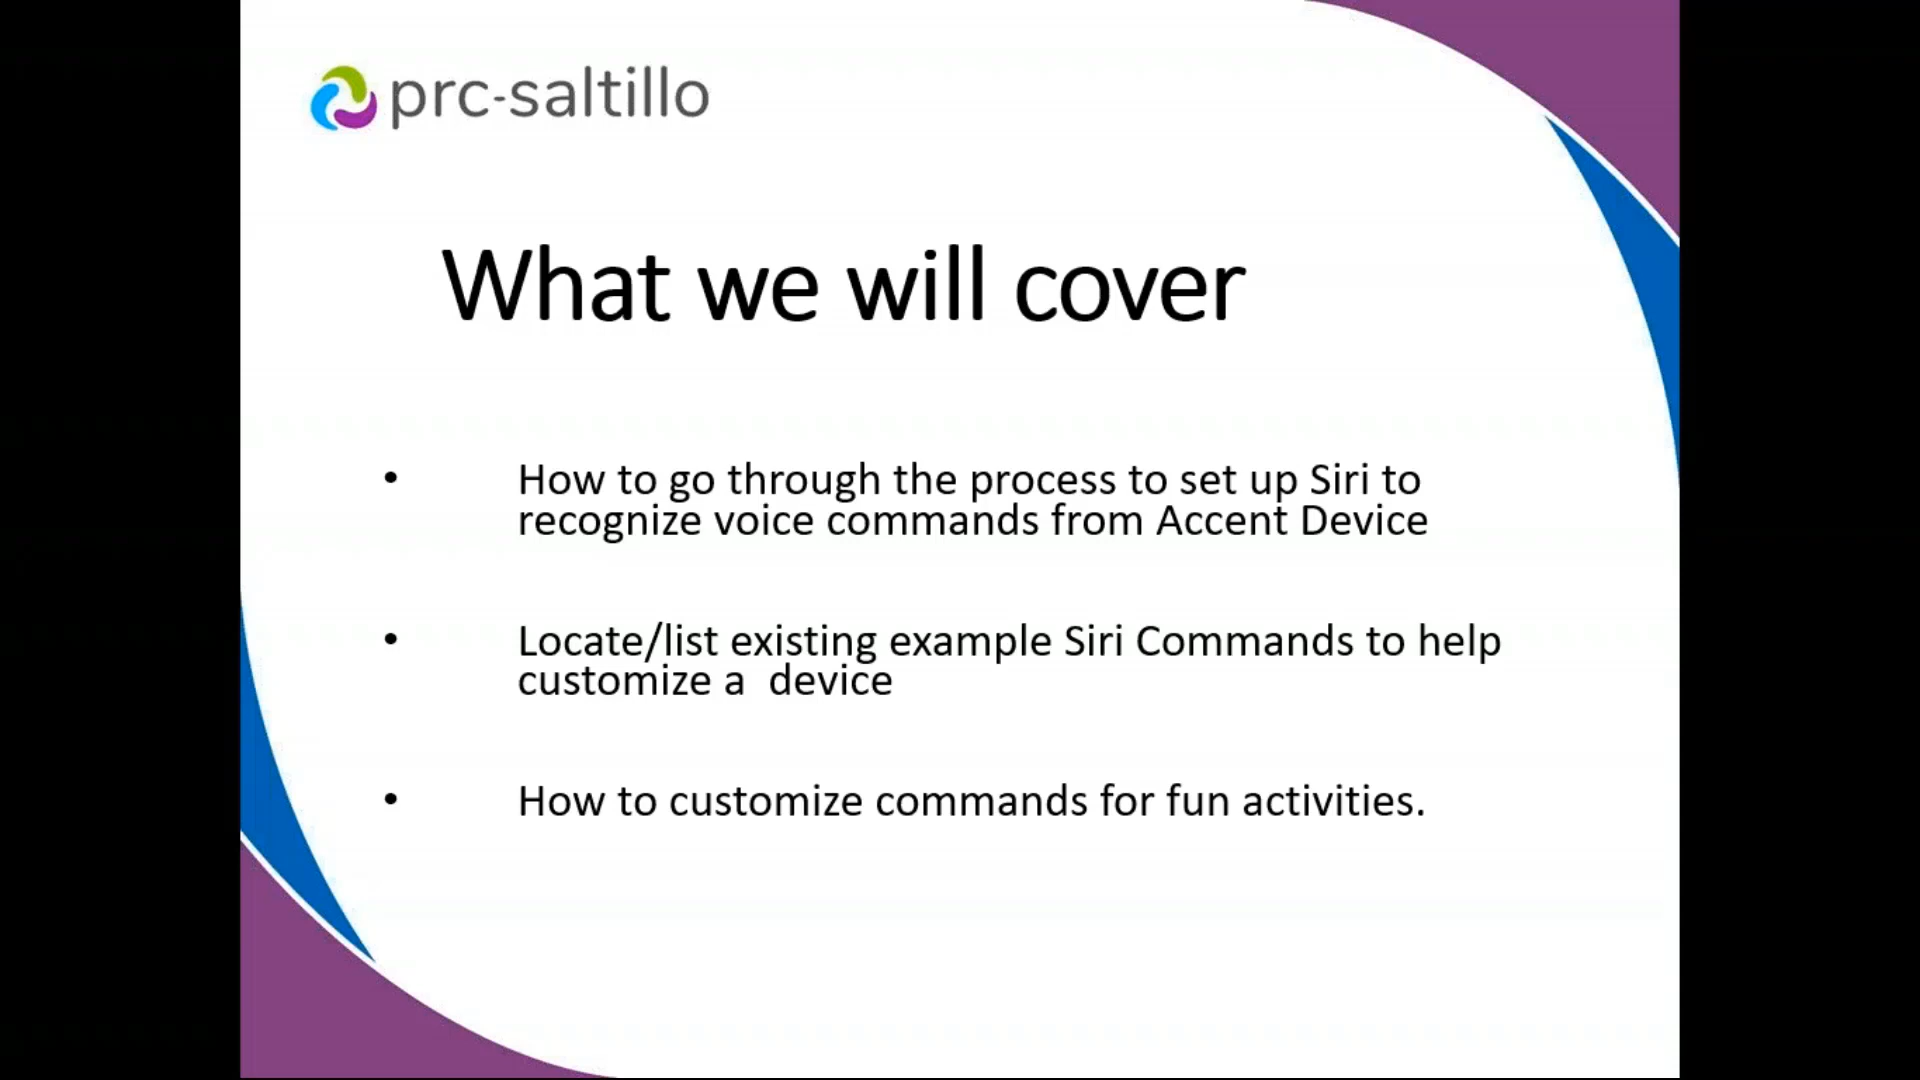 prc-saltillo
What we will cover
• How to go through the process to set up Siri to
recognize voice commands from Accent Device
• Locate/list existing example Siri Commands to help
customize a  device
• How to customize commands for fun activities.